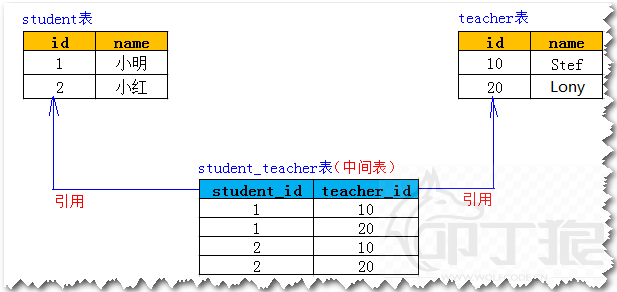 student表
id name
1 小明
2 小红
teacher表
id name
10 Stef
20 Lony
student_teacher表(中间表)
student_id teacher_id
1 10
1 20
2 10
2 20
引用
引用
叩丁狼